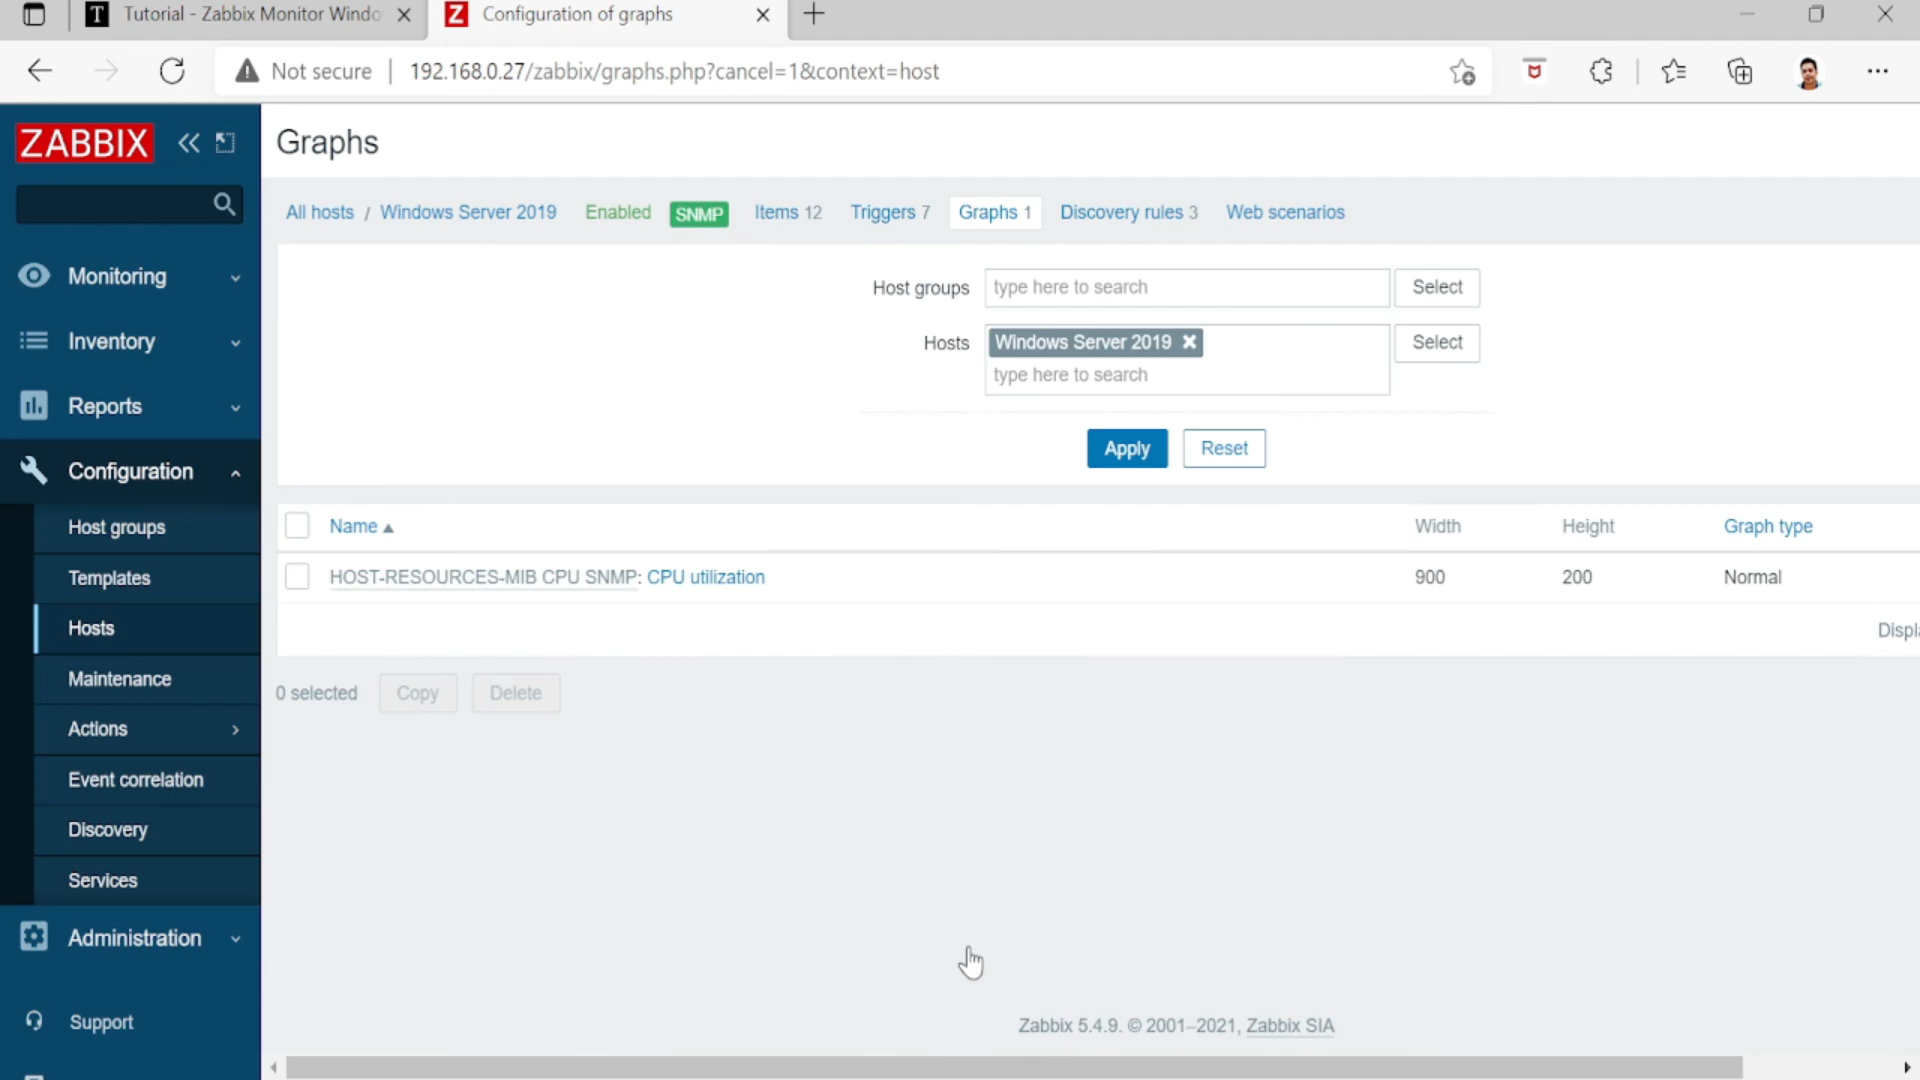 Tutorial - Zabbix Monitor Windo
Z Configuration of graphs
Not secure | 192.168.0.27/zabbix/graphs.php?cancel=1&context=host
ZABBIX
Graphs
All hosts / Windows Server 2019 Enabled SNMP Items 12 Triggers 7 Graphs 1 Discovery rules 3 Web scenarios
Monitoring
Inventory
Reports
Configuration
Host groups
Templates
Hosts
Maintenance
Actions
Event correlation
Discovery
Services
Administration
Support
Host groups type here to search Select
Hosts Windows Server 2019 Select
type here to search
Apply Reset
Name Width Height Graph type
HOST-RESOURCES-MIB CPU SNMP: CPU utilization 900 200 Normal
Displa
0 selected Copy Delete
Zabbix 5.4.9. © 2001–2021, Zabbix SIA